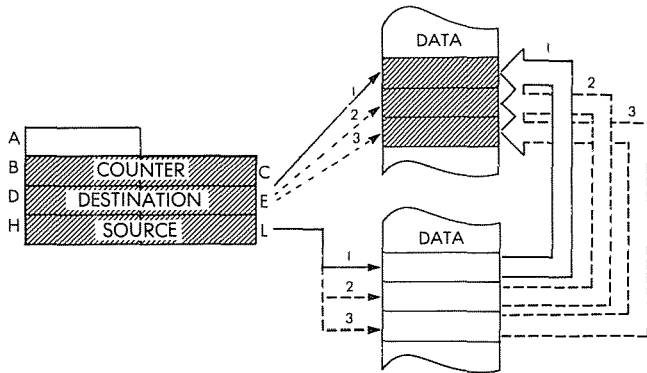 DATA
1
2
3
1
2
3
A
B COUNTER C
D DESTINATION E
H SOURCE L
DATA
1
2
3